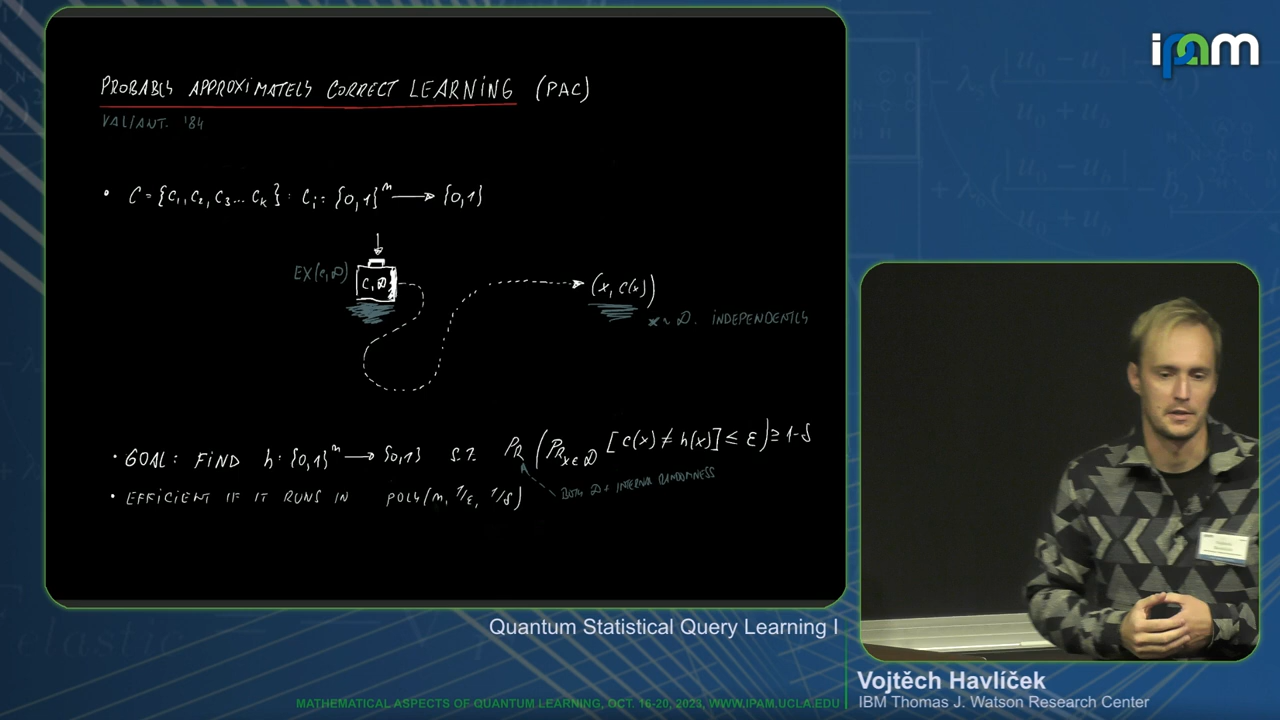 PROBABLY APPROXIMATELY CORRECT LEARNING (PAC)
VALIANT. '84
• C = {c₁, c₂, c₃... cₖ} : Cᵢ : {0,1}ⁿ → {0,1}
EX(c, D)
C, D
(x, c(x))
x ~ D. INDEPENDENTLY
• GOAL: FIND h: {0,1}ⁿ → {0,1} S.T. PR (PR x∈D [c(x) ≠ h(x)] ≤ ε) ≥ 1-δ
BOTH D + INTERNAL RANDOMNESS
• EFFICIENT IF IT RUNS IN POLY(n, 1/ε, 1/δ)
ipam
Quantum Statistical Query Learning I
Vojtěch Havlíček
IBM Thomas J. Watson Research Center
MATHEMATICAL ASPECTS OF QUANTUM LEARNING, OCT. 16-20, 2023, WWW.IPAM.UCLA.EDU